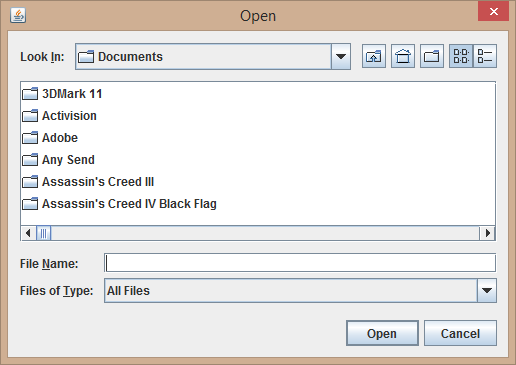 Open
Look In: Documents
3DMark 11
Activision
Adobe
Any Send
Assassin's Creed III
Assassin's Creed IV Black Flag
File Name:
Files of Type: All Files
Open Cancel